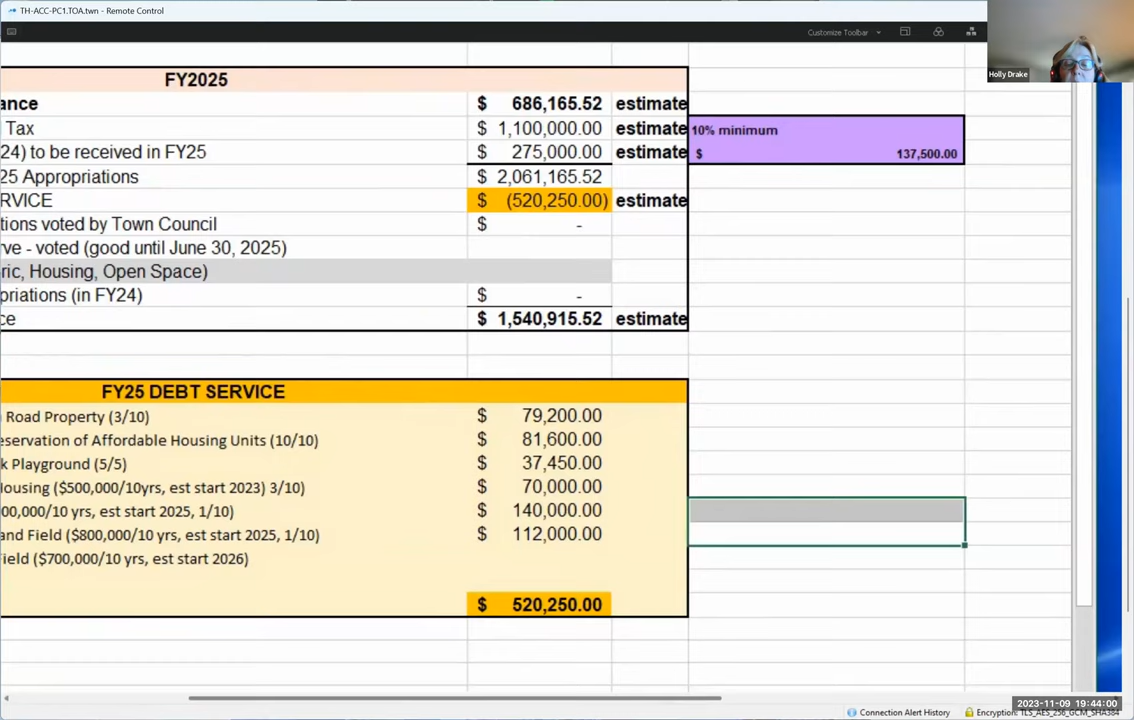 TH-ACC-PC1.TOA.twn - Remote Control
Customize Toolbar
Holly Drake
FY2025
ance $ 686,165.52 estimate
Tax $ 1,100,000.00 estimate
10% minimum
24) to be received in FY25 $ 275,000.00 estimate
$ 137,500.00
25 Appropriations $ 2,061,165.52
RVICE $ (520,250.00) estimate
tions voted by Town Council $ -
rve - voted (good until June 30, 2025)
ric, Housing, Open Space)
priations (in FY24) $ -
ce $ 1,540,915.52 estimate
FY25 DEBT SERVICE
Road Property (3/10) $ 79,200.00
eservation of Affordable Housing Units (10/10) $ 81,600.00
k Playground (5/5) $ 37,450.00
Housing ($500,000/10yrs, est start 2023) 3/10) $ 70,000.00
00,000/10 yrs, est start 2025, 1/10) $ 140,000.00
and Field ($800,000/10 yrs, est start 2025, 1/10) $ 112,000.00
Field ($700,000/10 yrs, est start 2026)
$ 520,250.00
2023-11-09 19:44:00
Connection Alert History
Encryption: TLS_AES_256_GCM_SHA384